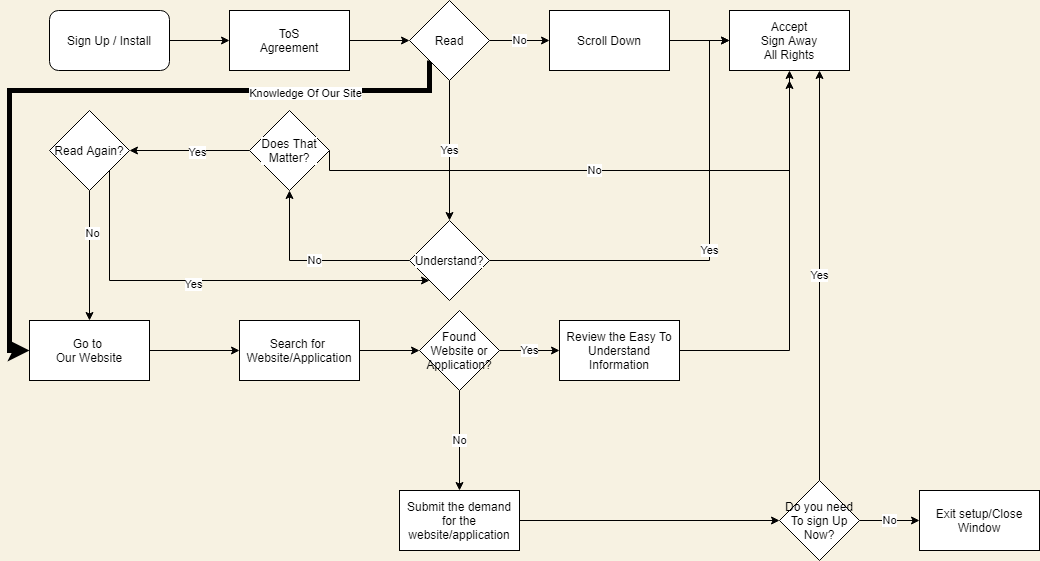 Sign Up / Install
ToS
Agreement
Read
No
Scroll Down
Accept
Sign Away
All Rights
Knowledge Of Our Site
Read Again?
Yes
Does That
Matter?
Yes
No
No
Understand?
No
Yes
Yes
Yes
Go to
Our Website
Search for
Website/Application
Found
Website or
Application?
Yes
Review the Easy To
Understand
Information
No
Submit the demand
for the
website/application
Do you need
To sign Up
Now?
No
Exit setup/Close
Window